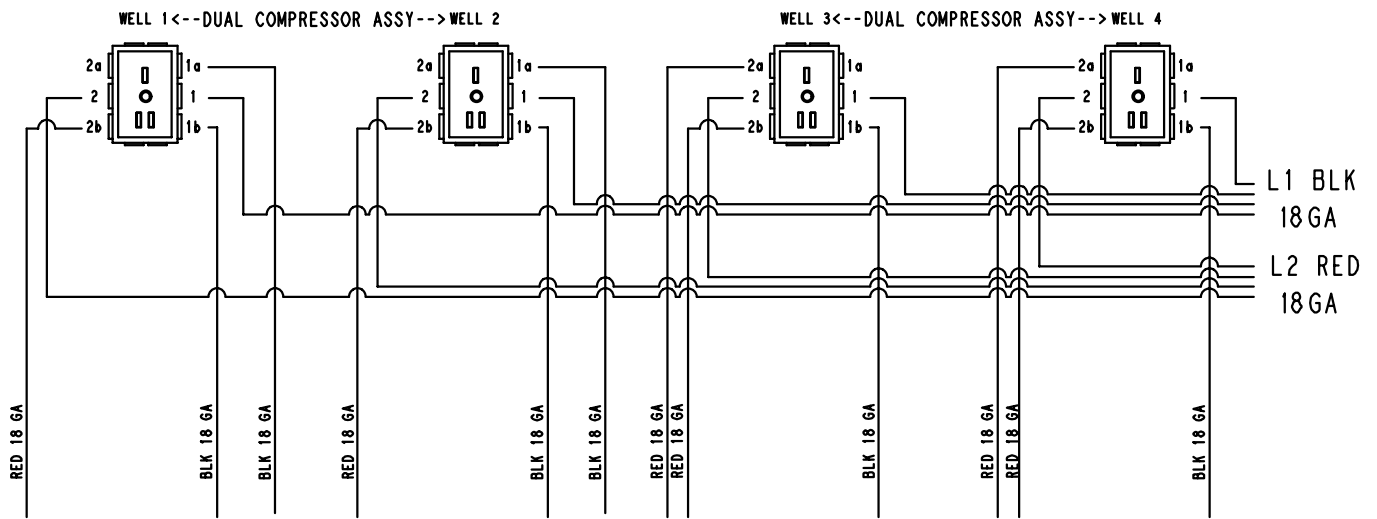 WELL 1<--DUAL COMPRESSOR ASSY-->WELL 2
WELL 3<--DUAL COMPRESSOR ASSY-->WELL 4
2a 1a 2a 1a 2a 1a 2a 1a
2 1 2 1 2 1 2 1
2b 1b 2b 1b 2b 1b 2b 1b
L1 BLK
18 GA
L2 RED
18 GA
RED 18 GA
BLK 18 GA
BLK 18 GA
RED 18 GA
BLK 18 GA
BLK 18 GA
RED 18 GA
RED 18 GA
BLK 18 GA
RED 18 GA
RED 18 GA
BLK 18 GA